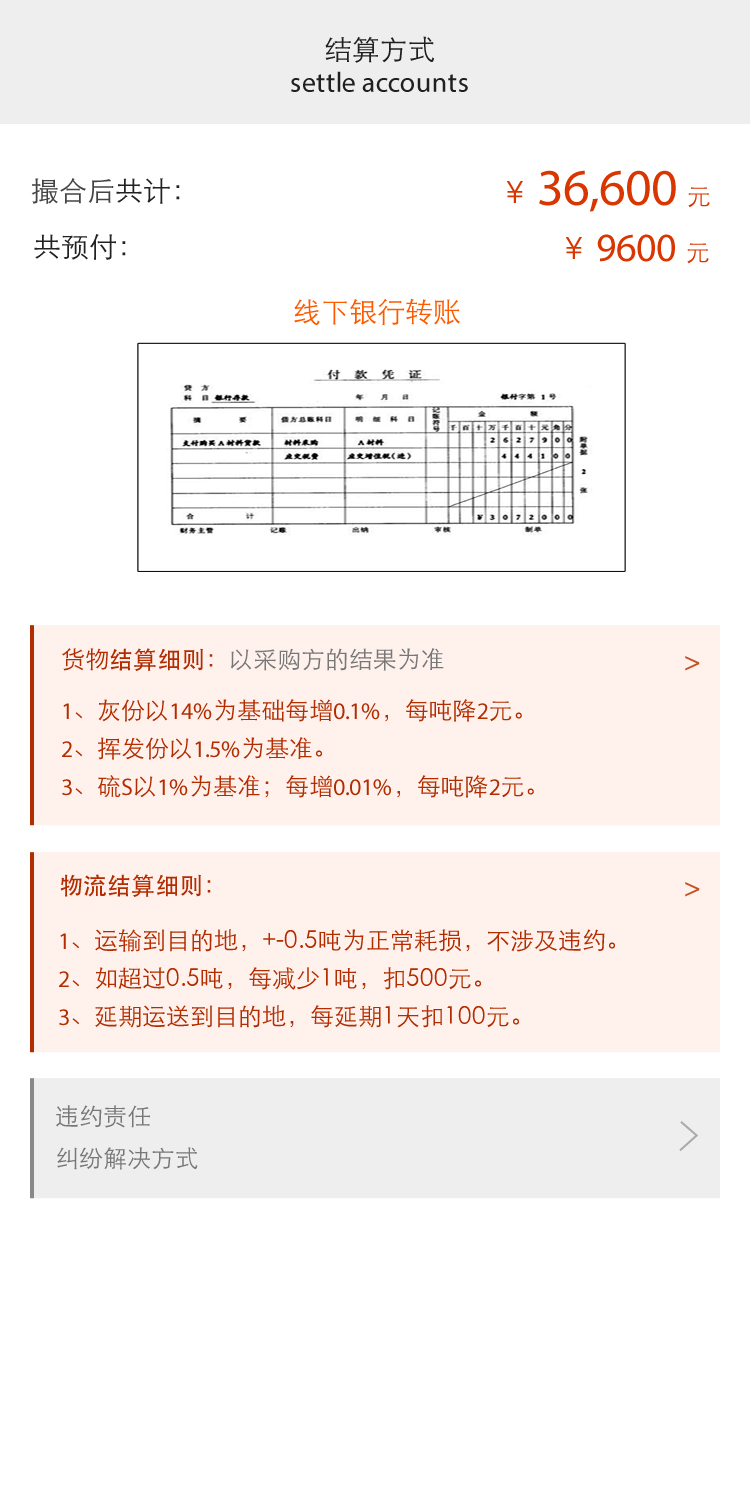 结算方式
settle accounts
撮合后共计：
¥ 36,600 元
共预付：
¥ 9600 元
线下银行转账
付 款 凭 证
贷 方
科 目 银行存款 年 月 日 银付字第 1 号
摘 要 借方总账科目 明 细 科 目 记账符号 金 额
千 百 十 万 千 百 十 元 角 分
支付购买A材料货款 材料采购 A材料 2 6 2 7 9 0 0
应交税费 应交增值税(进) 4 4 4 1 0 0
合 计 ¥ 3 0 7 2 0 0 0
附单据 2 张
财务主管 记账 出纳 审核 制单
货物结算细则：以采购方的结果为准 >
1、灰份以14%为基础每增0.1%，每吨降2元。
2、挥发份以1.5%为基准。
3、硫S以1%为基准；每增0.01%，每吨降2元。
物流结算细则： >
1、运输到目的地，+-0.5吨为正常耗损，不涉及违约。
2、如超过0.5吨，每减少1吨，扣500元。
3、延期运送到目的地，每延期1天扣100元。
违约责任
纠纷解决方式